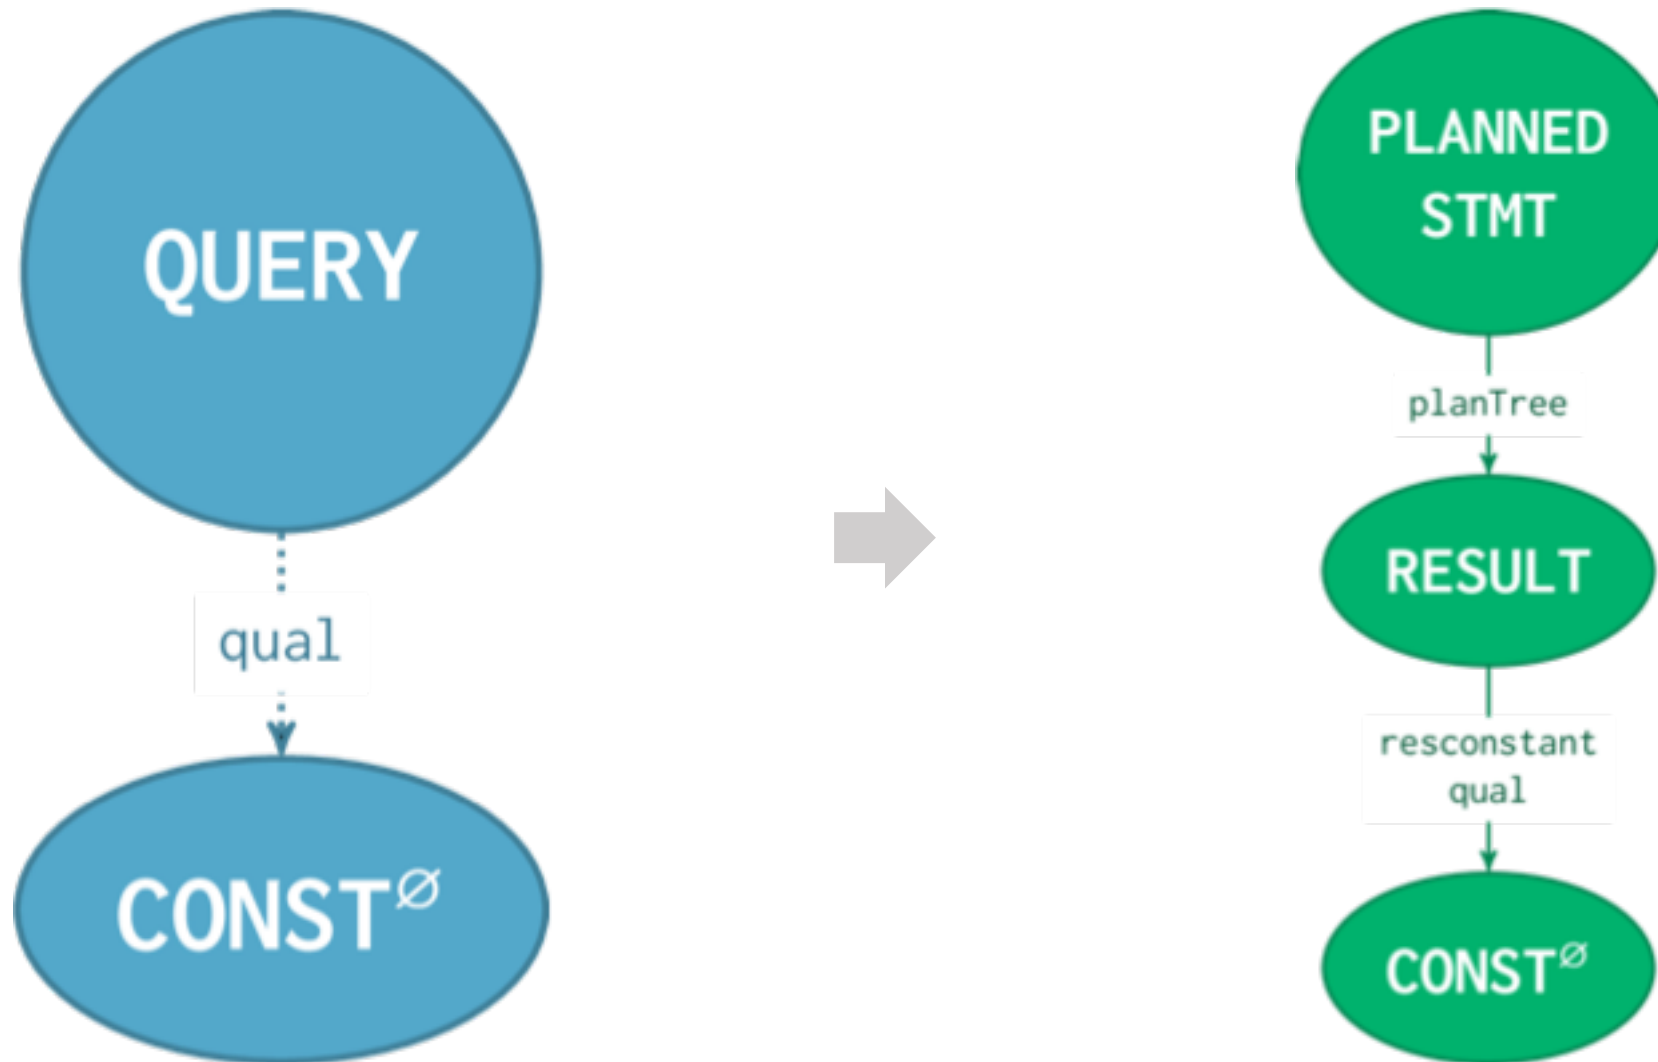 QUERY
qual
CONST∅
PLANNED
STMT
planTree
RESULT
resconstant
qual
CONST∅